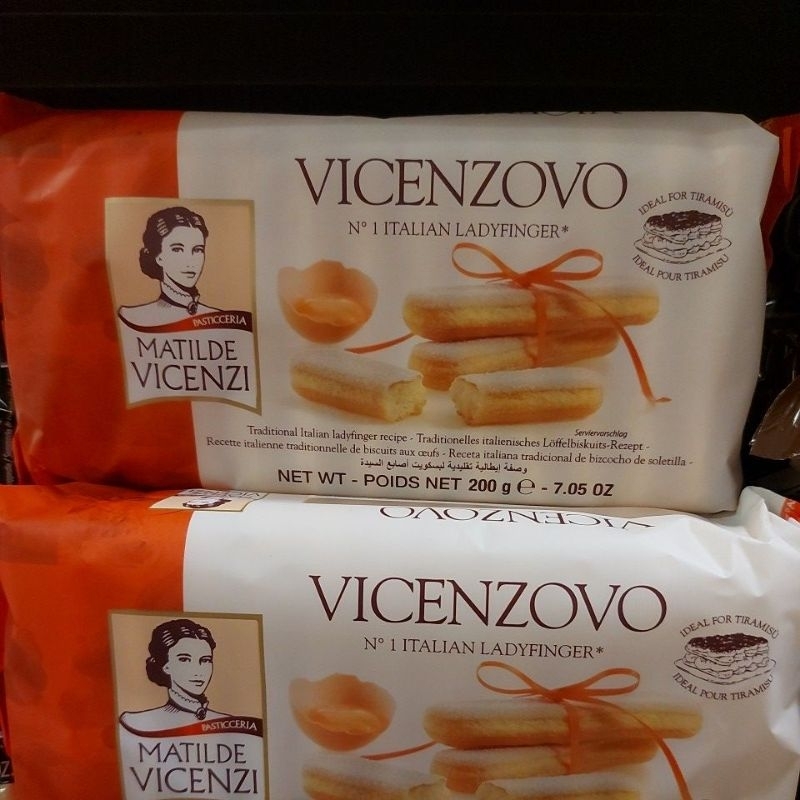 VICENZOVO
N° 1 ITALIAN LADYFINGER*
IDEAL FOR TIRAMISÙ
IDEAL POUR TIRAMISU
PASTICCERIA
MATILDE
VICENZI
Serviervorschlag
Traditional Italian ladyfinger recipe - Traditionelles italienisches Löffelbiskuits-Rezept -
Recette italienne traditionnelle de biscuits aux œufs - Receta italiana tradicional de bizcocho de soletilla -
وصفة إيطالية تقليدية لبسكويت أصابع السيدة
NET WT - POIDS NET 200 g ℮ - 7.05 OZ
VICENZI
VICENZOVO
VICENZOVO
N° 1 ITALIAN LADYFINGER*
IDEAL FOR TIRAMISÙ
IDEAL POUR TIRAMISU
PASTICCERIA
MATILDE
VICENZI